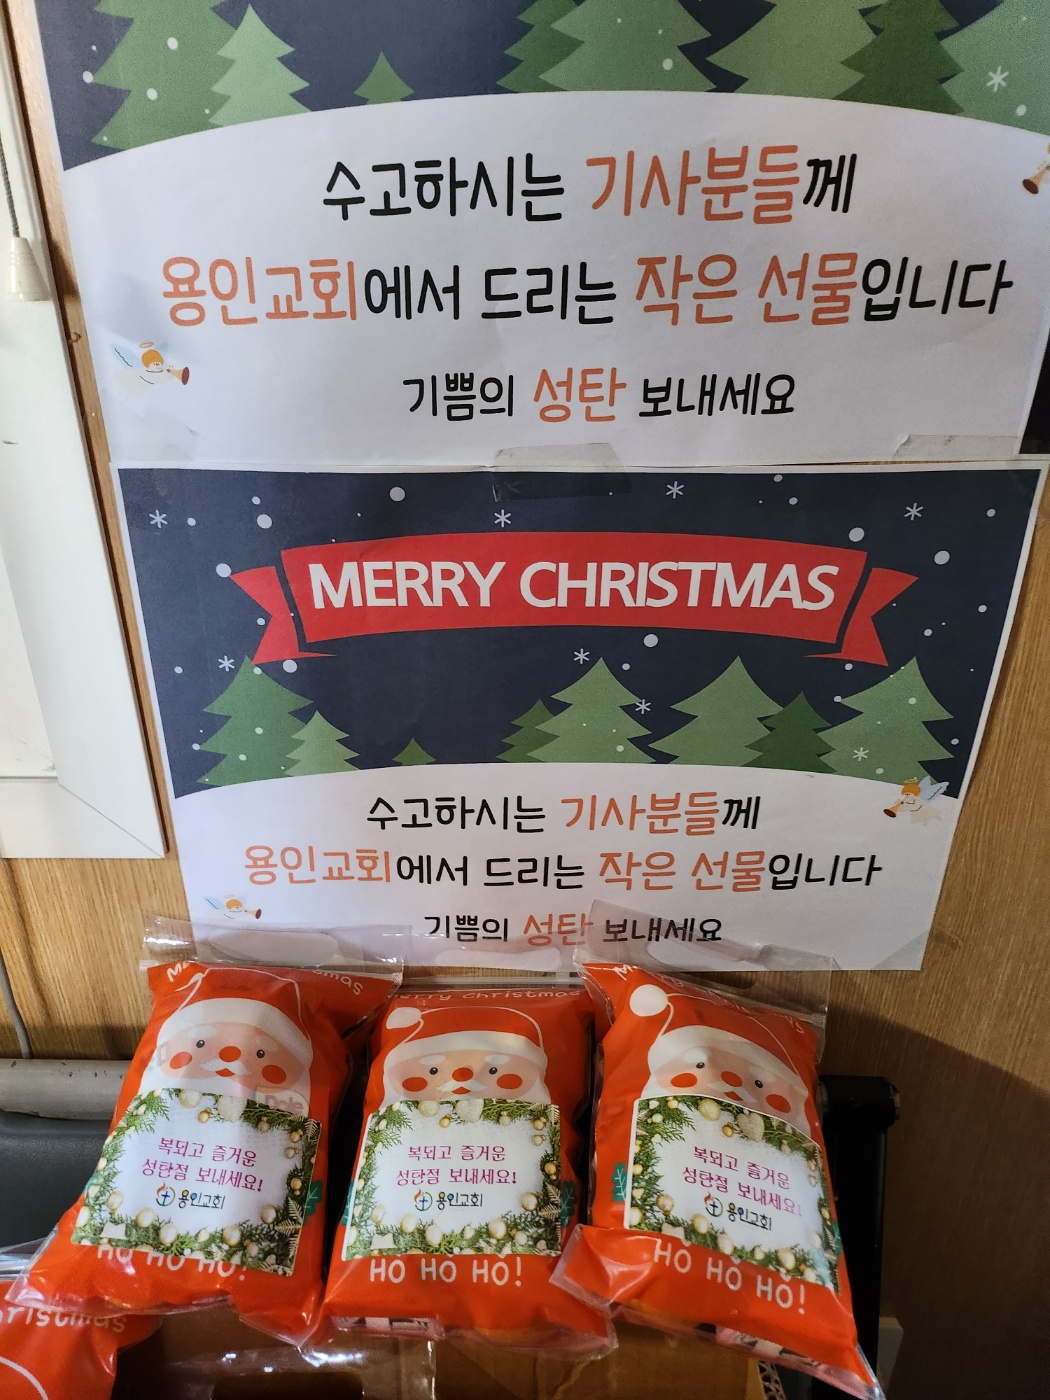 수고하시는 기사분들께
용인교회에서 드리는 작은 선물입니다
기쁨의 성탄 보내세요
MERRY CHRISTMAS
수고하시는 기사분들께
용인교회에서 드리는 작은 선물입니다
기쁨의 성탄 보내세요
복되고 즐거운
성탄절 보내세요!
용인교회
HO HO HO!
christmas
복되고 즐거운
성탄절 보내세요!
용인교회
HO HO HO!
복되고 즐거운
성탄절 보내세요!
용인교회
HO HO HO!